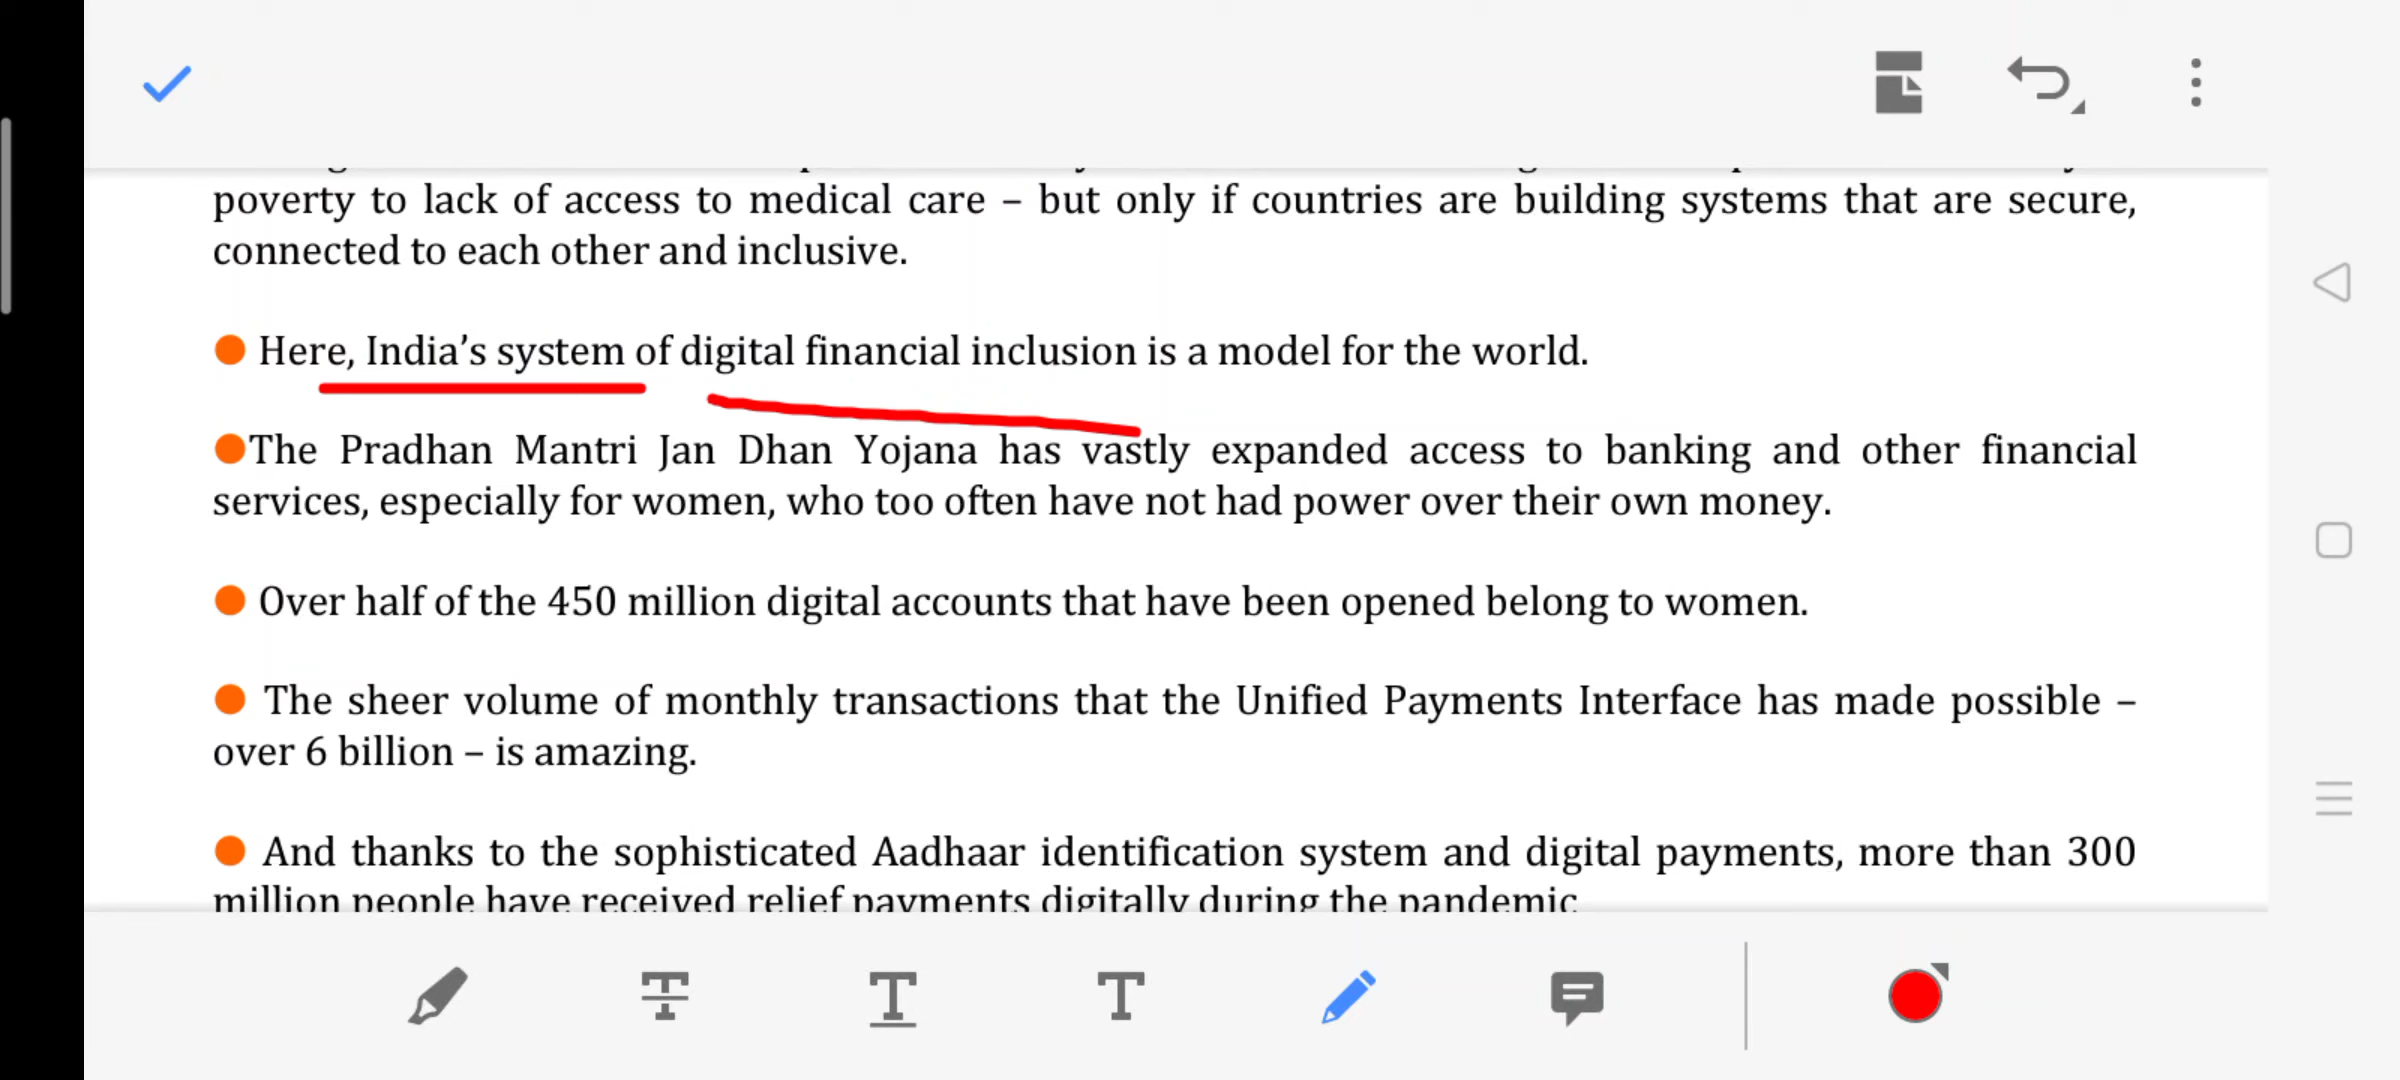 poverty to lack of access to medical care – but only if countries are building systems that are secure,
connected to each other and inclusive.
Here, India’s system of digital financial inclusion is a model for the world.
The Pradhan Mantri Jan Dhan Yojana has vastly expanded access to banking and other financial
services, especially for women, who too often have not had power over their own money.
Over half of the 450 million digital accounts that have been opened belong to women.
The sheer volume of monthly transactions that the Unified Payments Interface has made possible –
over 6 billion – is amazing.
And thanks to the sophisticated Aadhaar identification system and digital payments, more than 300
million people have received relief payments digitally during the pandemic